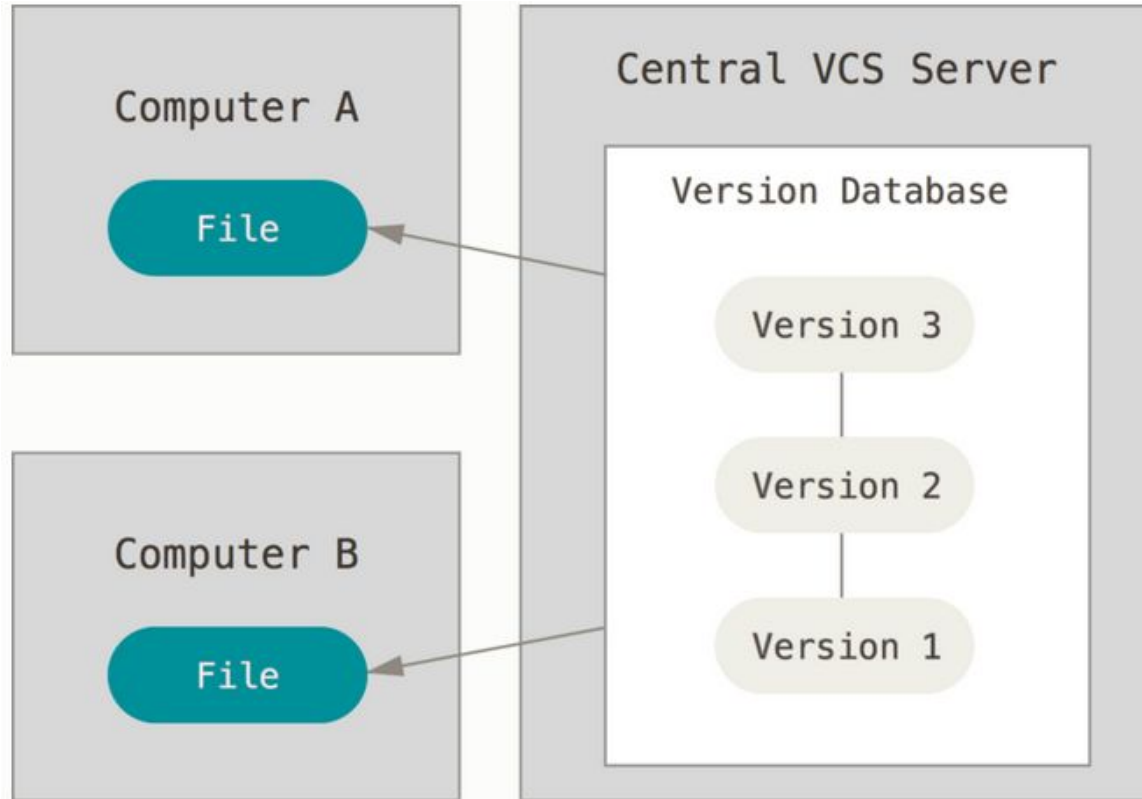 Computer A
File
Computer B
File
Central VCS Server
Version Database
Version 3
Version 2
Version 1